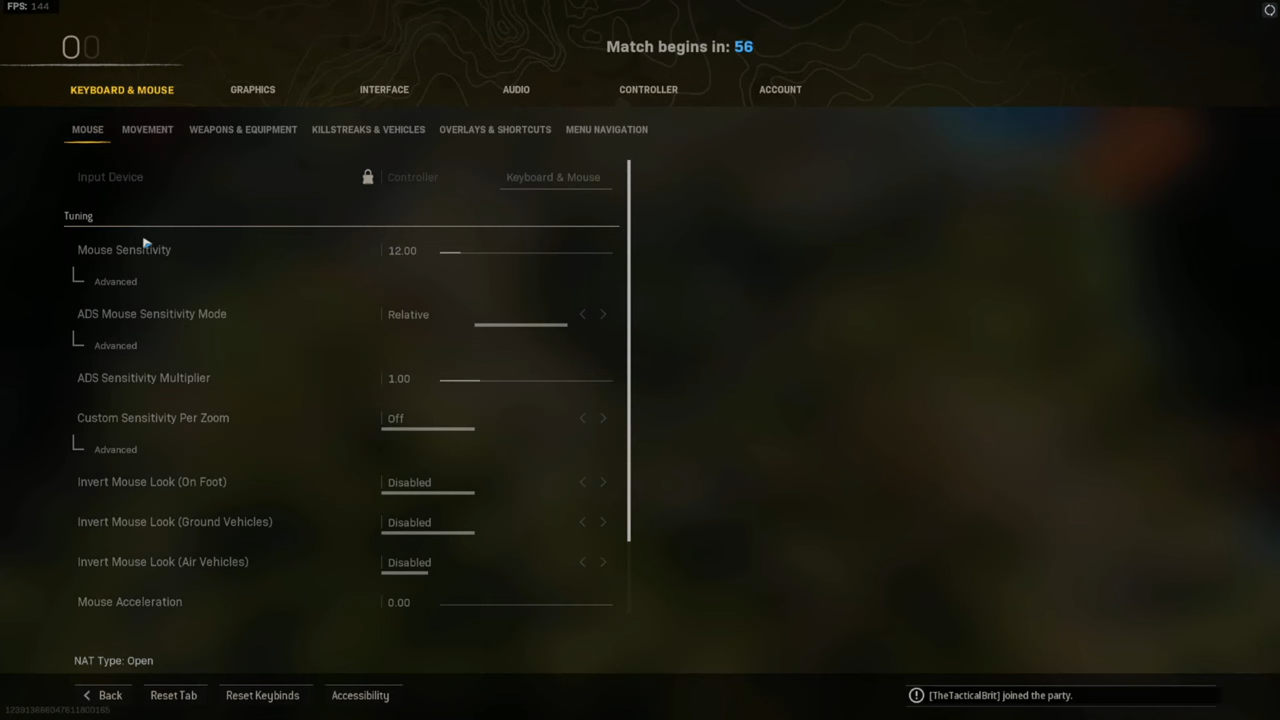 FPS: 144
00
Match begins in: 56
KEYBOARD & MOUSE GRAPHICS INTERFACE AUDIO CONTROLLER ACCOUNT
MOUSE MOVEMENT WEAPONS & EQUIPMENT KILLSTREAKS & VEHICLES OVERLAYS & SHORTCUTS MENU NAVIGATION
Input Device Controller Keyboard & Mouse
Tuning
Mouse Sensitivity 12.00
Advanced
ADS Mouse Sensitivity Mode Relative
Advanced
ADS Sensitivity Multiplier 1.00
Custom Sensitivity Per Zoom Off
Advanced
Invert Mouse Look (On Foot) Disabled
Invert Mouse Look (Ground Vehicles) Disabled
Invert Mouse Look (Air Vehicles) Disabled
Mouse Acceleration 0.00
NAT Type: Open
Back Reset Tab Reset Keybinds Accessibility
[TheTacticalBrit] joined the party.